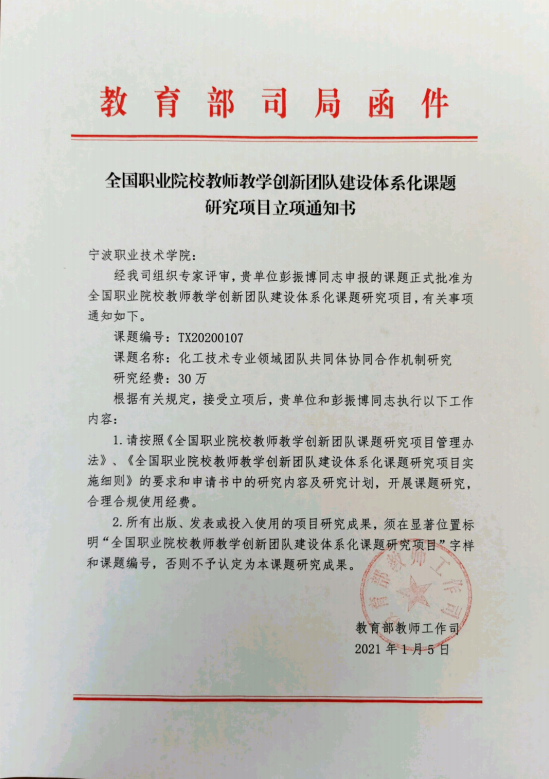 教育部司局函件
全国职业院校教师教学创新团队建设体系化课题
研究项目立项通知书
宁波职业技术学院：
经我司组织专家评审，贵单位彭振博同志申报的课题正式批准为
全国职业院校教师教学创新团队建设体系化课题研究项目，有关事项
通知如下。
课题编号：TX20200107
课题名称：化工技术专业领域团队共同体协同合作机制研究
研究经费：30 万
根据有关规定，接受立项后，贵单位和彭振博同志执行以下工作
内容：
1.请按照《全国职业院校教师教学创新团队课题研究项目管理办
法》、《全国职业院校教师教学创新团队建设体系化课题研究项目实
施细则》的要求和申请书中的研究内容及研究计划，开展课题研究，
合理合规使用经费。
2.所有出版、发表或投入使用的项目研究成果，须在显著位置标
明“全国职业院校教师教学创新团队建设体系化课题研究项目”字样
和课题编号，否则不予认定为本课题研究成果。
教育部教师工作司
教育部教师工作司
2021 年 1 月 5 日